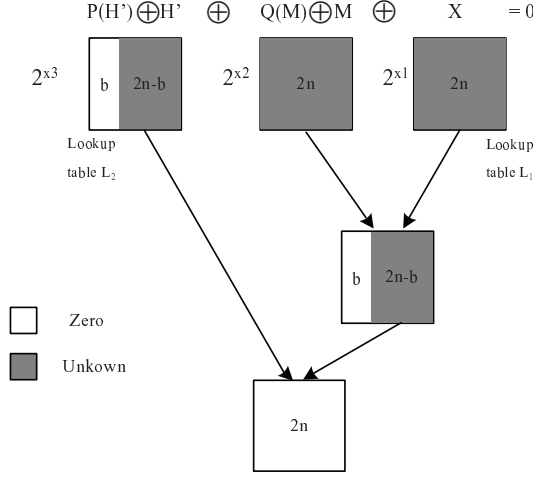 P(H’)⊕H’ ⊕ Q(M)⊕M ⊕ X = 0
2^x3 b 2n-b 2^x2 2n 2^x1 2n
Lookup table L₂
Lookup table L₁
b 2n-b
Zero
Unkown
2n